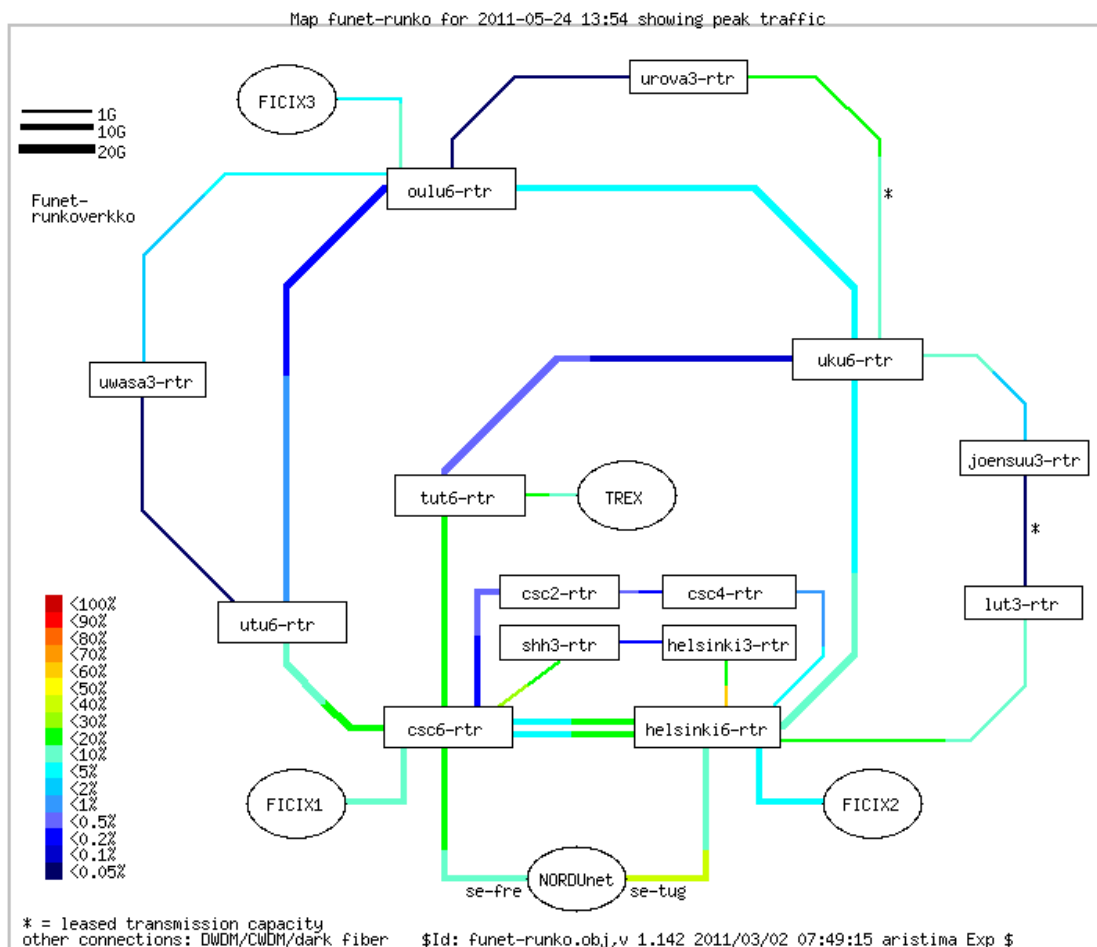 Map funet-runko for 2011-05-24 13:54 showing peak traffic
urova3-rtr
FICIX3
1G
10G
20G
oulu6-rtr
Funet-
runkoverkko
*
uku6-rtr
uwasa3-rtr
joensuu3-rtr
tut6-rtr
TREX
*
csc2-rtr
csc4-rtr
lut3-rtr
utu6-rtr
shh3-rtr
helsinki3-rtr
<100%
<90%
<80%
<70%
<60%
<50%
<40%
<30%
<20%
<10%
<5%
<2%
<1%
<0.5%
<0.2%
<0.1%
<0.05%
csc6-rtr
helsinki6-rtr
FICIX1
FICIX2
NORDUnet
se-fre
se-tug
* = leased transmission capacity
other connections: DWDM/CWDM/dark fiber
$Id: funet-runko.obj,v 1.142 2011/03/02 07:49:15 aristima Exp $